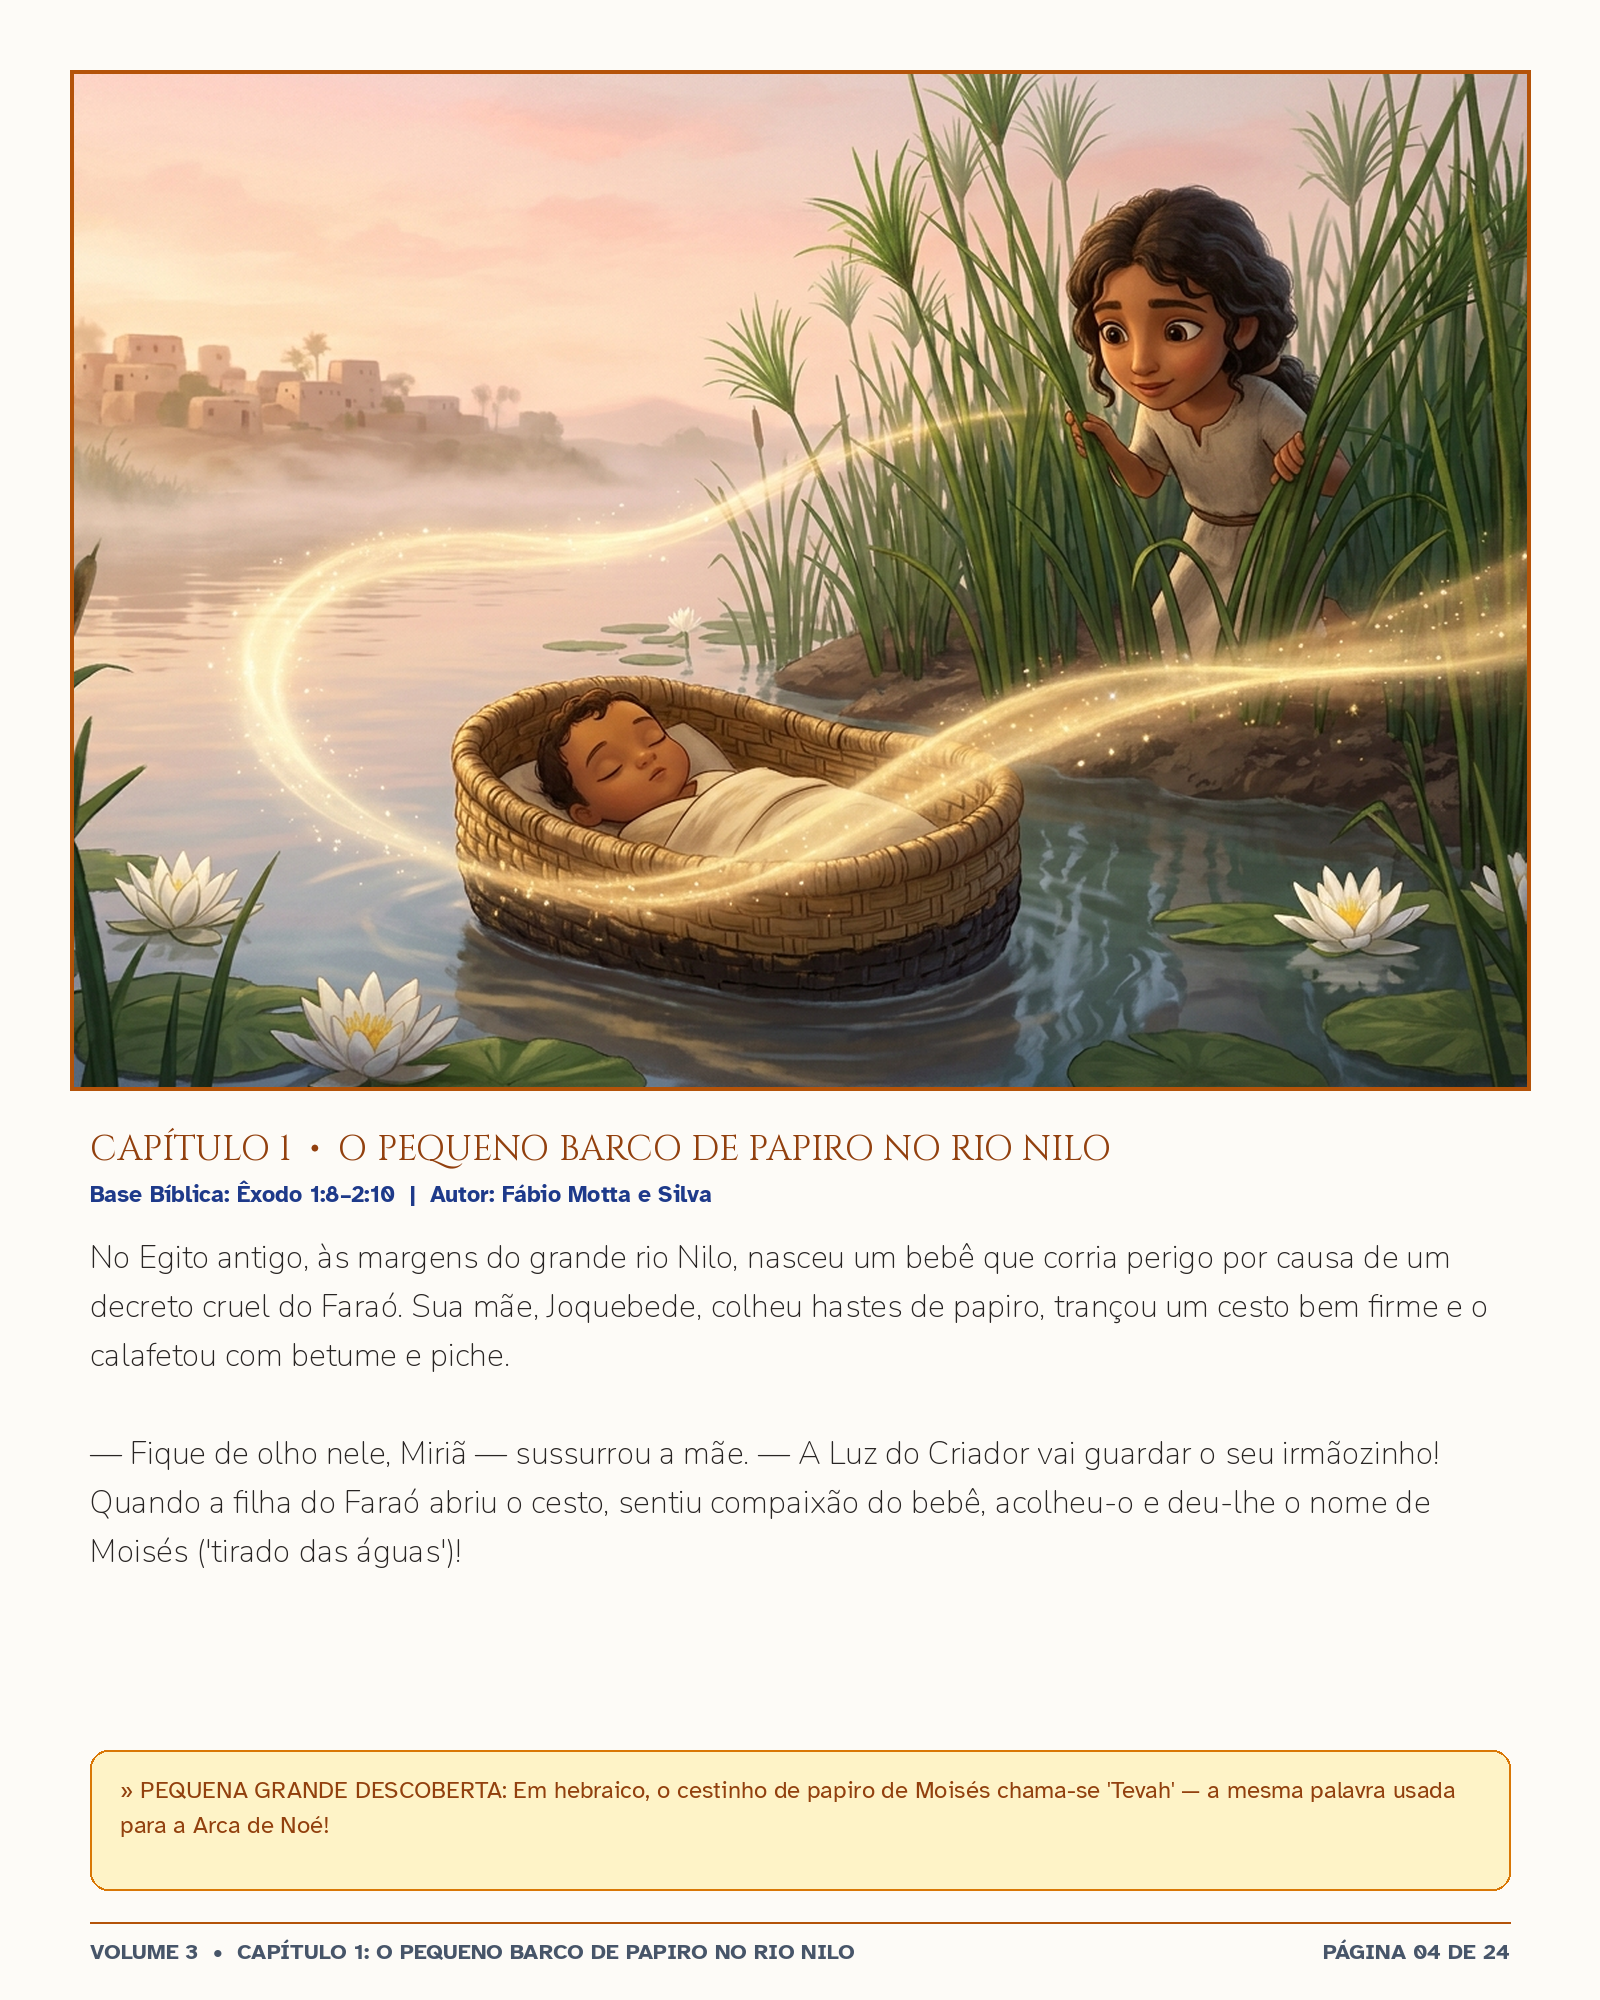 CAPÍTULO 1 • O PEQUENO BARCO DE PAPIRO NO RIO NILO
Base Bíblica: Êxodo 1:8–2:10 | Autor: Fábio Motta e Silva
No Egito antigo, às margens do grande rio Nilo, nasceu um bebê que corria perigo por causa de um
decreto cruel do Faraó. Sua mãe, Joquebede, colheu hastes de papiro, trançou um cesto bem firme e o
calafetou com betume e piche.
— Fique de olho nele, Miriã — sussurrou a mãe. — A Luz do Criador vai guardar o seu irmãozinho!
Quando a filha do Faraó abriu o cesto, sentiu compaixão do bebê, acolheu-o e deu-lhe o nome de
Moisés ('tirado das águas')!
» PEQUENA GRANDE DESCOBERTA: Em hebraico, o cestinho de papiro de Moisés chama-se 'Tevah' — a mesma palavra usada
para a Arca de Noé!
VOLUME 3 • CAPÍTULO 1: O PEQUENO BARCO DE PAPIRO NO RIO NILO
PÁGINA 04 DE 24